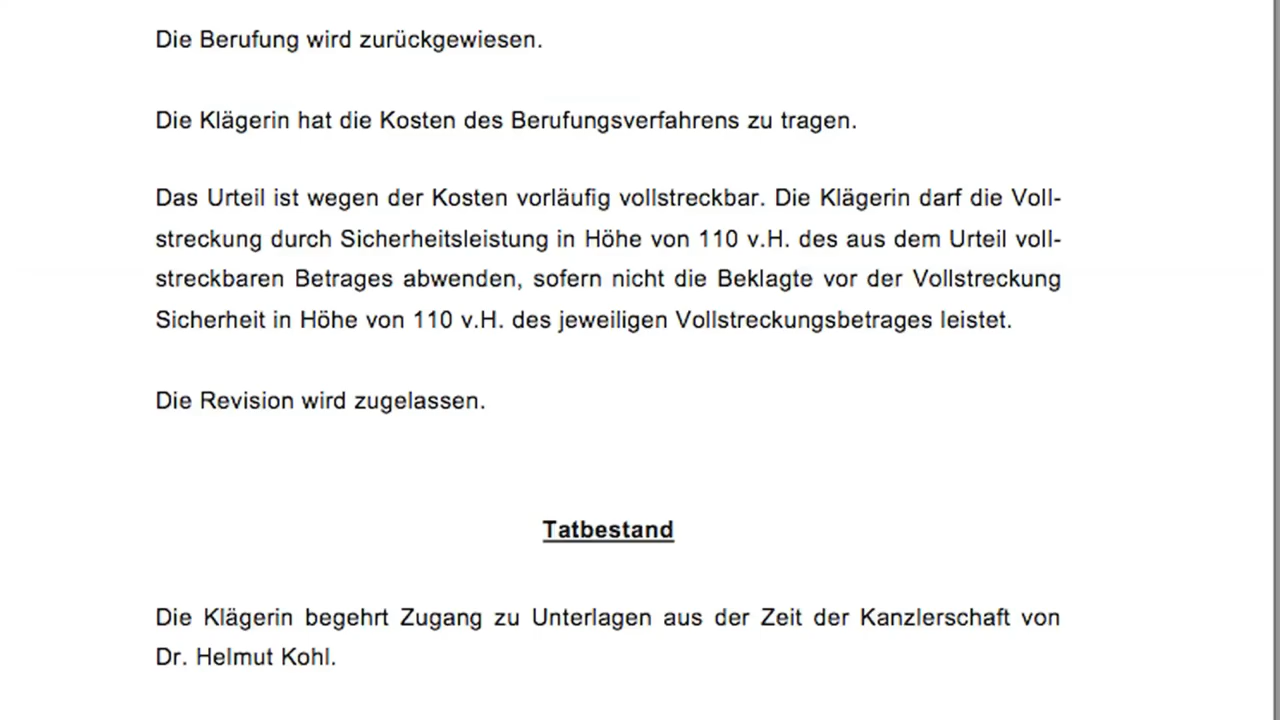 Die Berufung wird zurückgewiesen.
Die Klägerin hat die Kosten des Berufungsverfahrens zu tragen.
Das Urteil ist wegen der Kosten vorläufig vollstreckbar. Die Klägerin darf die Voll-
streckung durch Sicherheitsleistung in Höhe von 110 v.H. des aus dem Urteil voll-
streckbaren Betrages abwenden, sofern nicht die Beklagte vor der Vollstreckung
Sicherheit in Höhe von 110 v.H. des jeweiligen Vollstreckungsbetrages leistet.
Die Revision wird zugelassen.
Tatbestand
Die Klägerin begehrt Zugang zu Unterlagen aus der Zeit der Kanzlerschaft von
Dr. Helmut Kohl.